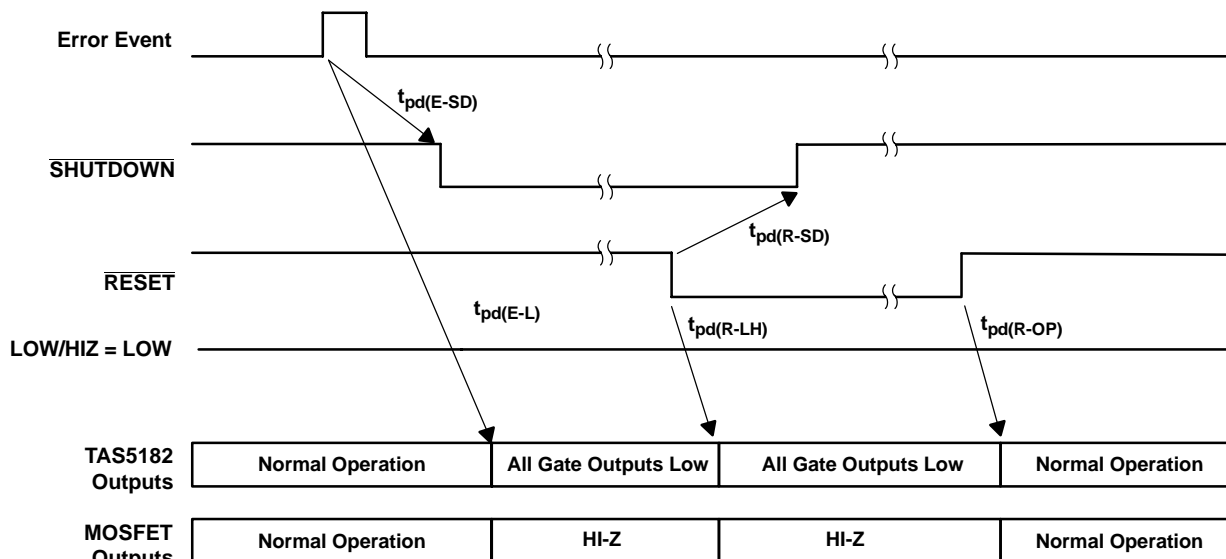 Error Event
tpd(E-SD)
SHUTDOWN
tpd(R-SD)
RESET
tpd(E-L)
tpd(R-LH)
tpd(R-OP)
LOW/HIZ = LOW
TAS5182
Outputs
Normal Operation
All Gate Outputs Low
All Gate Outputs Low
Normal Operation
MOSFET
Outputs
Normal Operation
HI-Z
HI-Z
Normal Operation